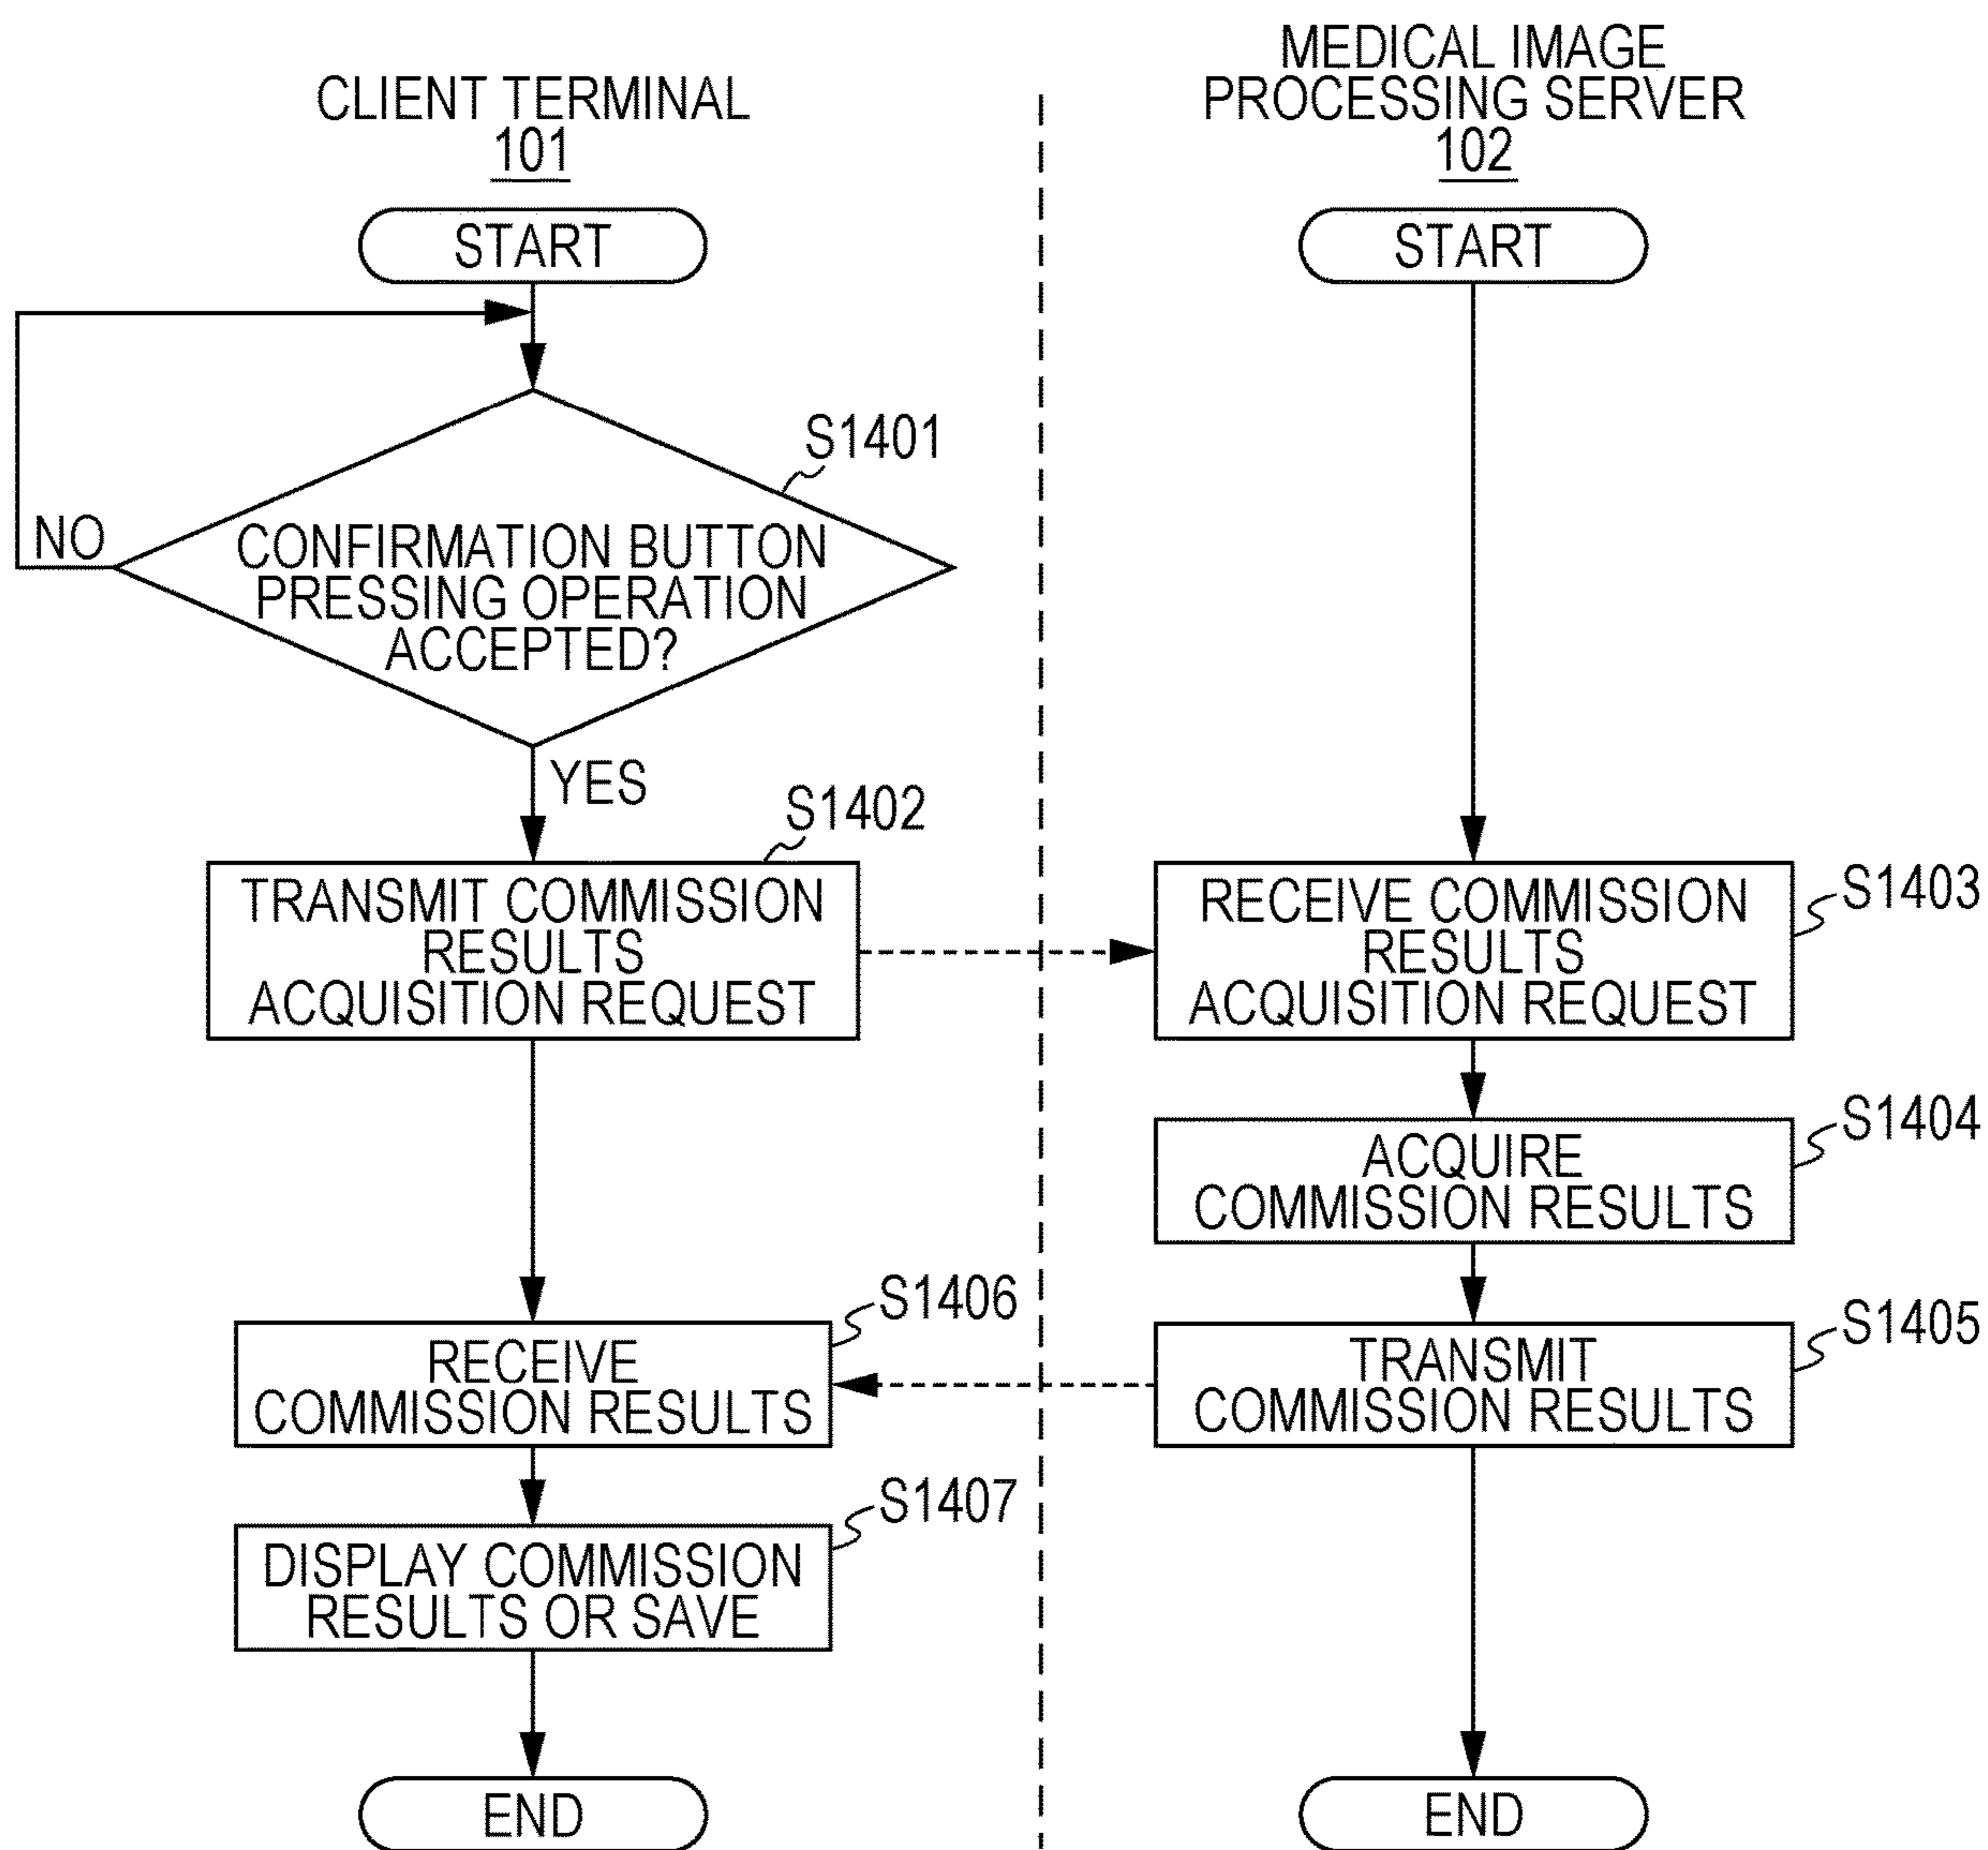 CLIENT TERMINAL
101
START
S1401
NO
CONFIRMATION BUTTON
PRESSING OPERATION
ACCEPTED?
YES
S1402
TRANSMIT COMMISSION
RESULTS
ACQUISITION REQUEST
S1406
RECEIVE
COMMISSION RESULTS
S1407
DISPLAY COMMISSION
RESULTS OR SAVE
END
MEDICAL IMAGE
PROCESSING SERVER
102
START
S1403
RECEIVE COMMISSION
RESULTS
ACQUISITION REQUEST
S1404
ACQUIRE
COMMISSION RESULTS
S1405
TRANSMIT
COMMISSION RESULTS
END